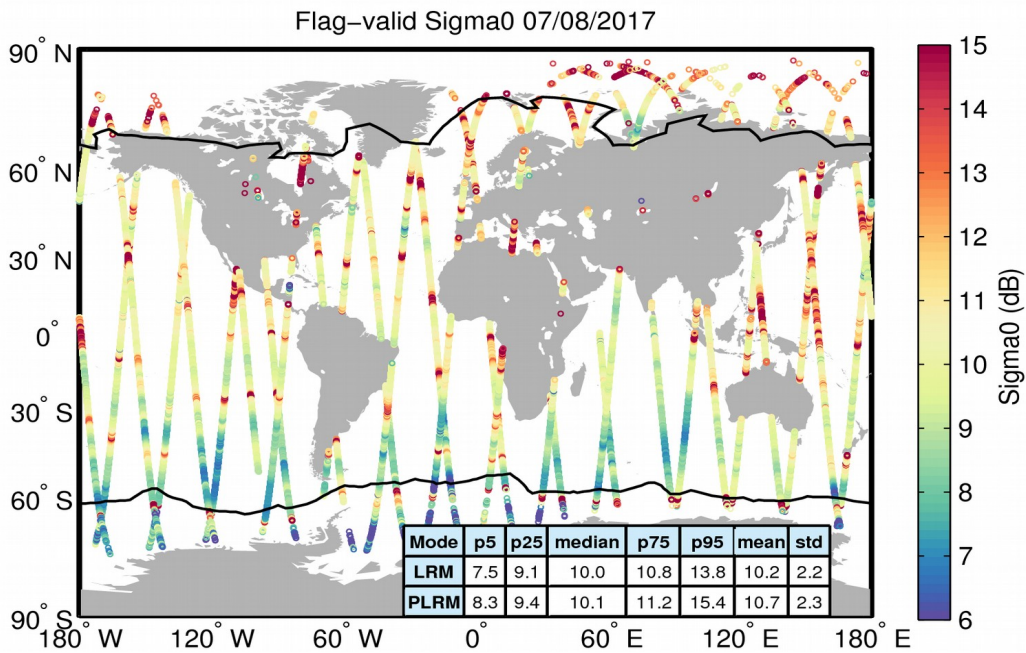 Flag−valid Sigma0 07/08/2017
90° N
60° N
30° N
0°
30° S
60° S
90° S
180° W
120° W
60° W
0°
60° E
120° E
180° E
Mode p5 p25 median p75 p95 mean std
LRM 7.5 9.1 10.0 10.8 13.8 10.2 2.2
PLRM 8.3 9.4 10.1 11.2 15.4 10.7 2.3
15
14
13
12
11
10
9
8
7
6
Sigma0 (dB)